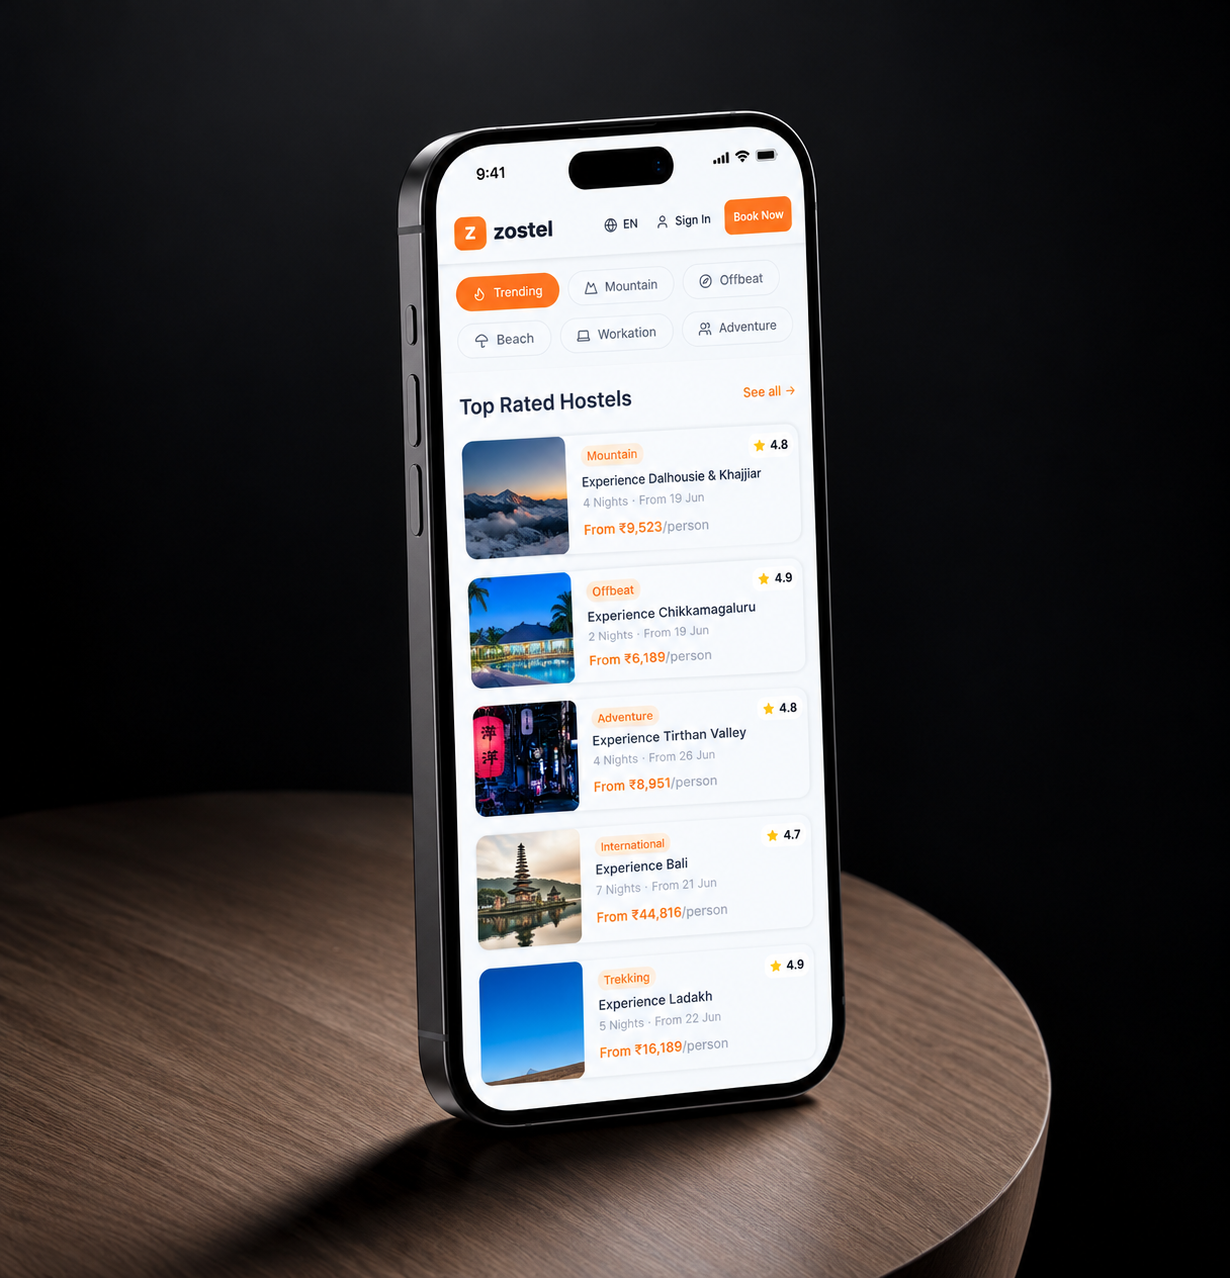 9:41
Z zostel EN Sign In Book Now
Trending Mountain Offbeat
Beach Workation Adventure
Top Rated Hostels See all →
Mountain 4.8
Experience Dalhousie & Khajjiar
4 Nights · From 19 Jun
From ₹9,523/person
Offbeat 4.9
Experience Chikkamagaluru
2 Nights · From 19 Jun
From ₹6,189/person
Adventure 4.8
Experience Tirthan Valley
4 Nights · From 26 Jun
From ₹8,951/person
International 4.7
Experience Bali
7 Nights · From 21 Jun
From ₹44,816/person
Trekking 4.9
Experience Ladakh
5 Nights · From 22 Jun
From ₹16,189/person